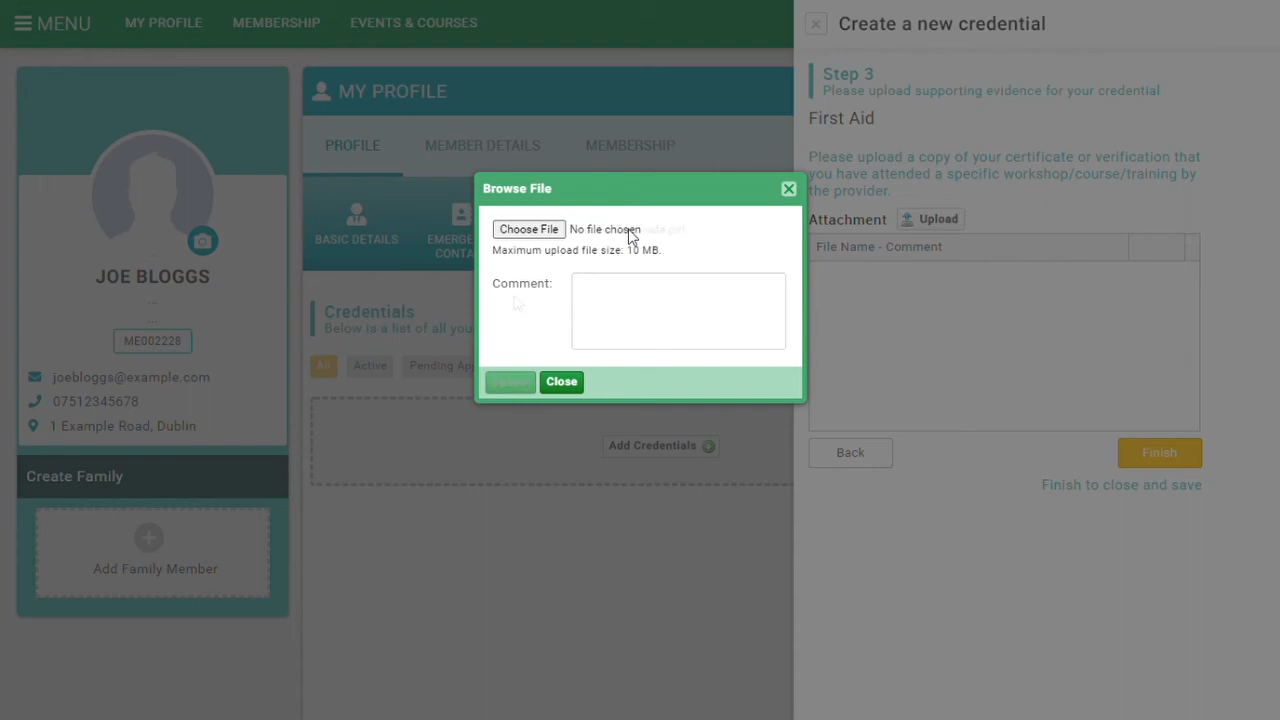 MENU
MY PROFILE
MEMBERSHIP
EVENTS & COURSES
JOE BLOGGS
...
...
ME002228
joebloggs@example.com
07512345678
1 Example Road, Dublin
Create Family
Add Family Member
MY PROFILE
PROFILE
MEMBER DETAILS
MEMBERSHIP
BASIC DETAILS
EMERGE
CONTA
Credentials
Below is a list of all you
All
Active
Pending App
Add Credentials
Browse File
Choose File
No file chosen
Maximum upload file size: 10 MB.
Comment:
Close
Create a new credential
Step 3
Please upload supporting evidence for your credential
First Aid
Please upload a copy of your certificate or verification that
you have attended a specific workshop/course/training by
the provider.
Attachment
Upload
File Name - Comment
Back
Finish
Finish to close and save